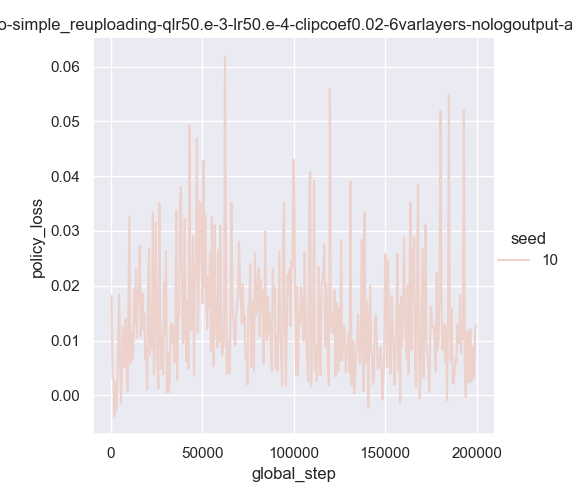 o-simple_reuploading-qlr50.e-3-lr50.e-4-clipcoef0.02-6varlayers-nologoutput-a
0.06
0.05
0.04
0.03
0.02
0.01
0.00
policy_loss
seed
10
0 50000 100000 150000 200000
global_step